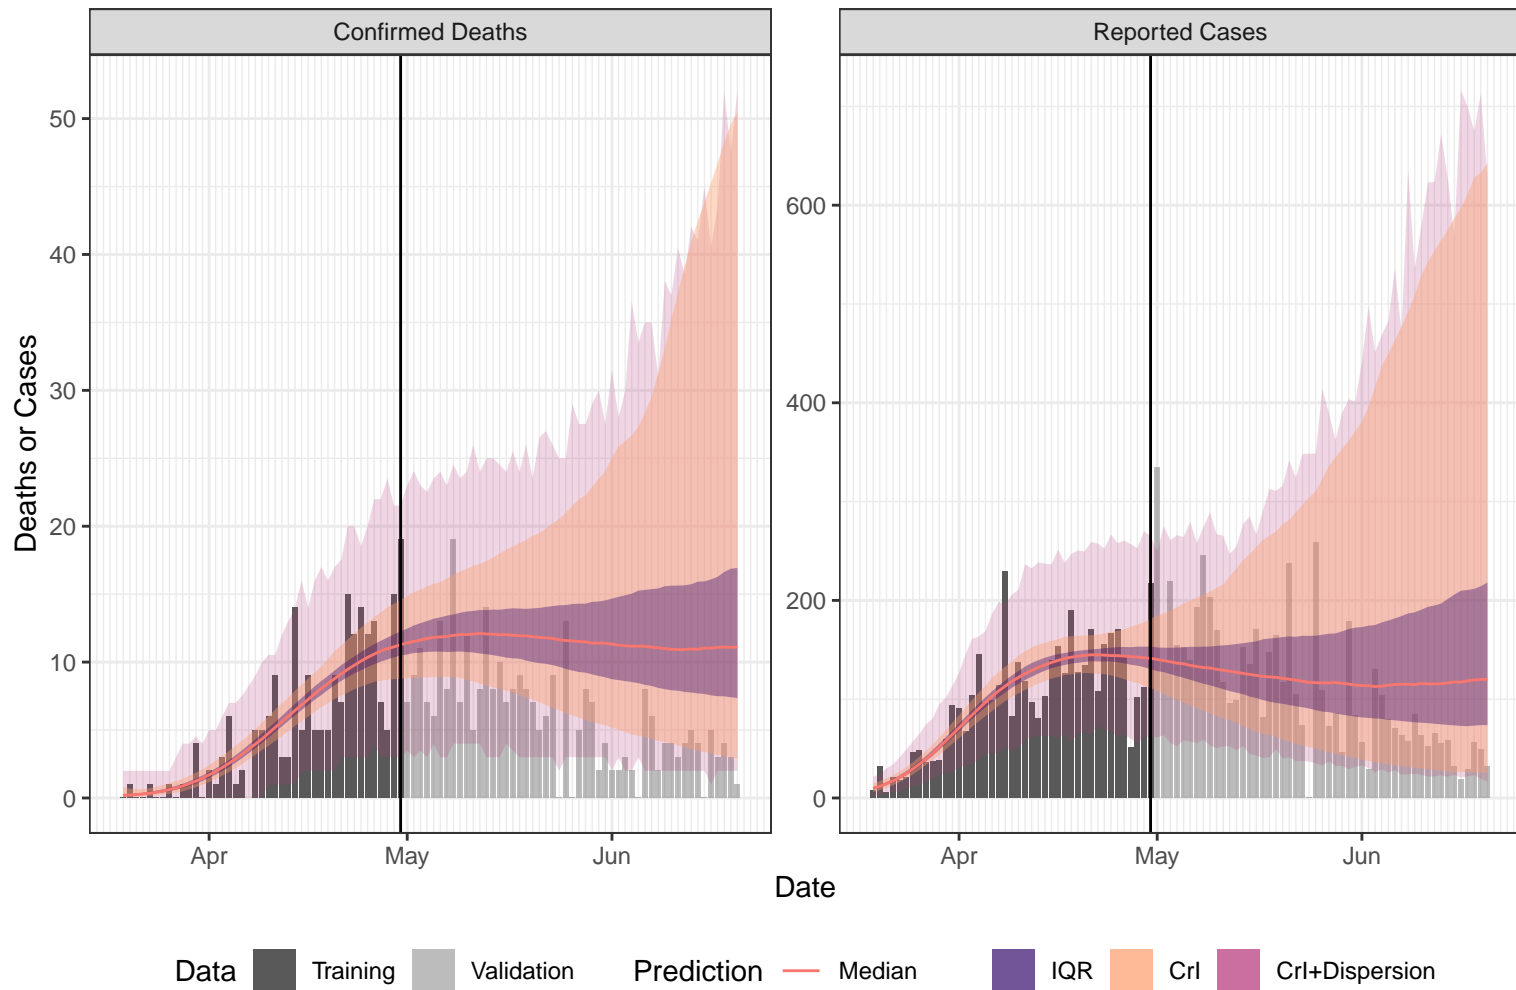 Confirmed Deaths
Reported Cases
Deaths or Cases
50
40
30
20
10
0
600
400
200
0
Apr
May
Jun
Apr
May
Jun
Date
Data
Training
Validation
Prediction
Median
IQR
CrI
CrI+Dispersion